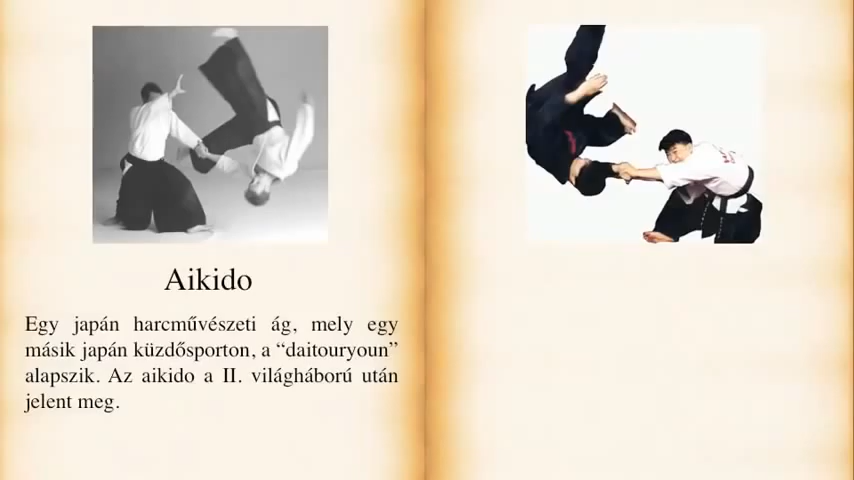 Aikido
Egy japán harcművészeti ág, mely egy
másik japán küzdősporton, a “daitouryoun”
alapszik. Az aikido a II. világháború után
jelent meg.